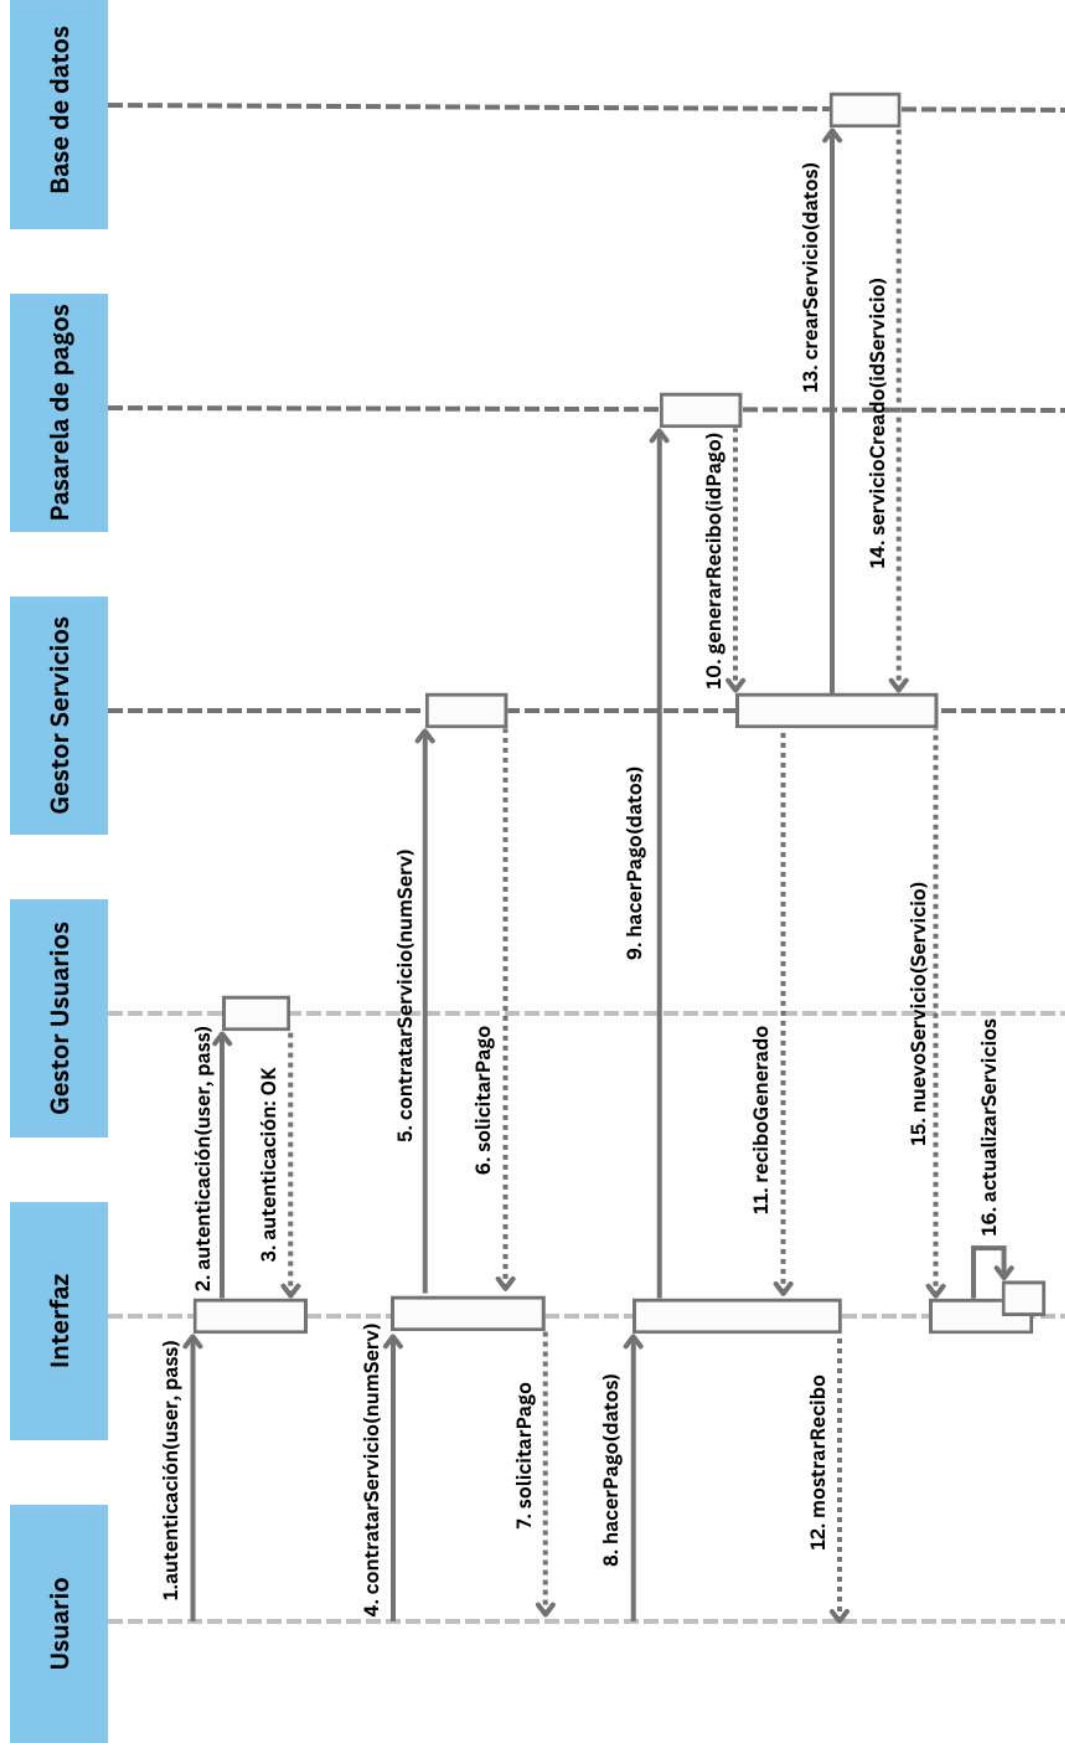 Usuario
Interfaz
Gestor Usuarios
Gestor Servicios
Pasarela de pagos
Base de datos
1.autenticación(user, pass)
2. autenticación(user, pass)
3. autenticación: OK
4. contratarServicio(numServ)
5. contratarServicio(numServ)
6. solicitarPago
7. solicitarPago
8. hacerPago(datos)
9. hacerPago(datos)
10. generarRecibo(idPago)
11. reciboGenerado
12. mostrarRecibo
13. crearServicio(datos)
14. servicioCreado(idServicio)
15. nuevoServicio(Servicio)
16. actualizarServicios